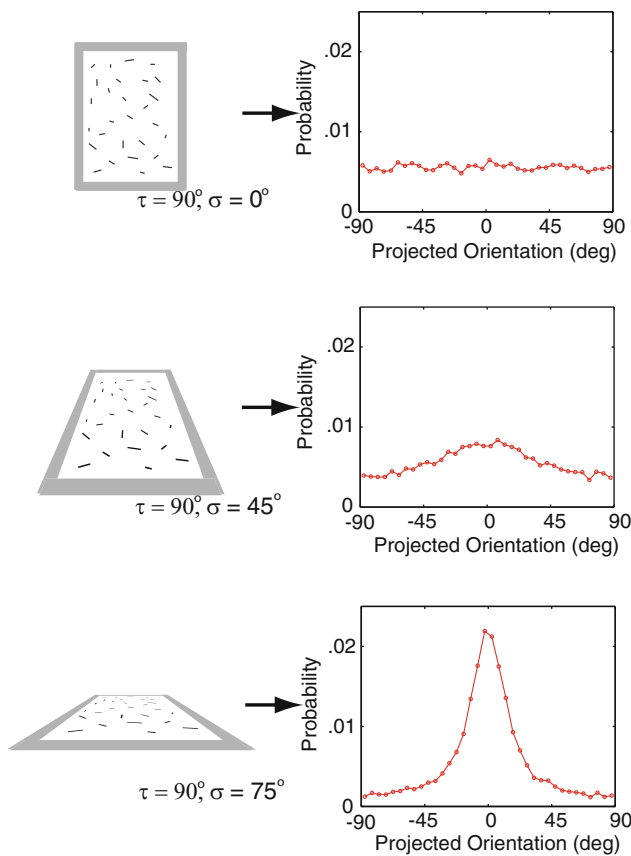 Probability
.02
.01
0
-90 -45 0 45 90
Projected Orientation (deg)
τ = 90°, σ = 0°
Probability
.02
.01
0
-90 -45 0 45 90
Projected Orientation (deg)
τ = 90°, σ = 45°
Probability
.02
.01
0
-90 -45 0 45 90
Projected Orientation (deg)
τ = 90°, σ = 75°